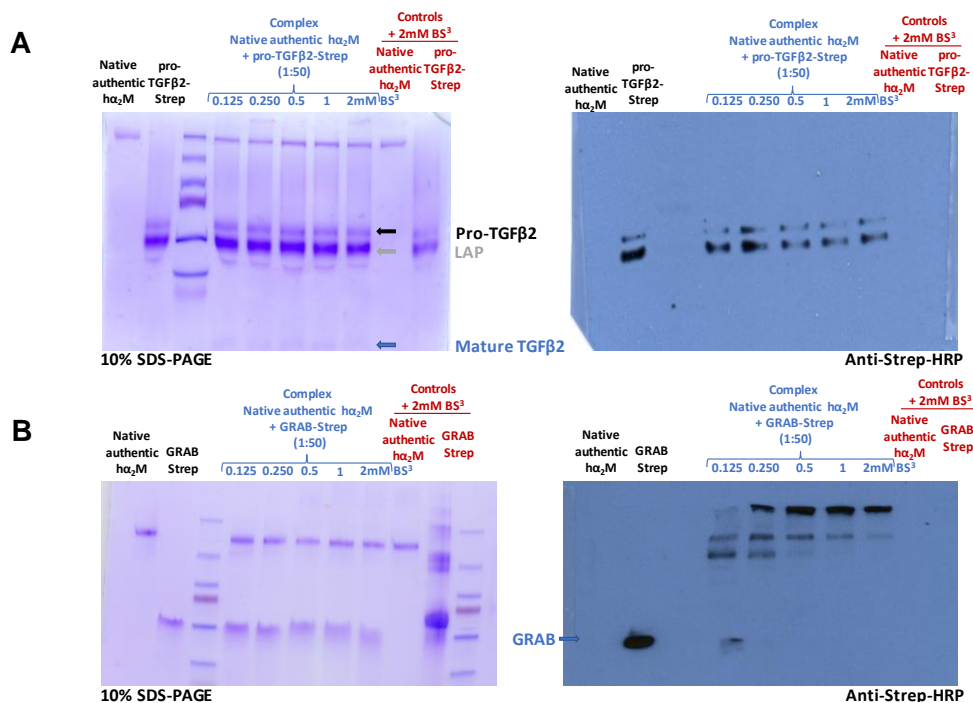 A
Native
authentic
hα₂M
pro-
TGFβ2-
Strep
Complex
Native authentic hα₂M
+ pro-TGFβ2-Strep
(1:50)
0.125 0.250 0.5 1 2mM BS³
Controls
+ 2mM BS³
Native
authentic
hα₂M
pro-
TGFβ2-
Strep
Pro-TGFβ2
LAP
Mature TGFβ2
10% SDS-PAGE
Native
authentic
hα₂M
pro-
TGFβ2-
Strep
Complex
Native authentic hα₂M
+ pro-TGFβ2-Strep
(1:50)
0.125 0.250 0.5 1 2mM BS³
Controls
+ 2mM BS³
Native
authentic
hα₂M
pro-
TGFβ2-
Strep
Anti-Strep-HRP
B
Native
authentic
hα₂M
GRAB
Strep
Complex
Native authentic hα₂M
+ GRAB-Strep
(1:50)
0.125 0.250 0.5 1 2mM BS³
Controls
+ 2mM BS³
Native
authentic
hα₂M
GRAB
Strep
10% SDS-PAGE
Native
authentic
hα₂M
GRAB
Strep
Complex
Native authentic hα₂M
+ GRAB-Strep
(1:50)
0.125 0.250 0.5 1 2mM BS³
Controls
+ 2mM BS³
Native
authentic
hα₂M
GRAB
Strep
GRAB
Anti-Strep-HRP